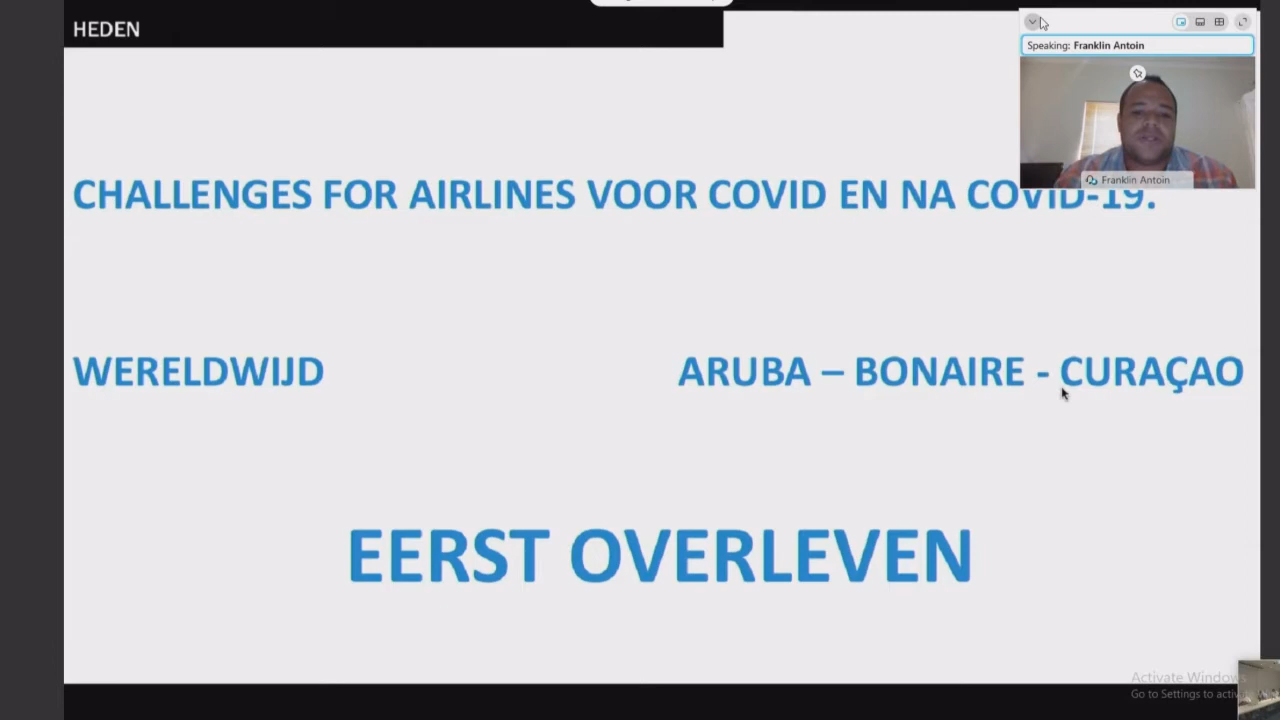 HEDEN
Speaking: Franklin Antoin
Franklin Antoin
CHALLENGES FOR AIRLINES VOOR COVID EN NA COVID-19.
WERELDWIJD
ARUBA – BONAIRE - CURAÇAO
EERST OVERLEVEN
Activate Windows
Go to Settings to